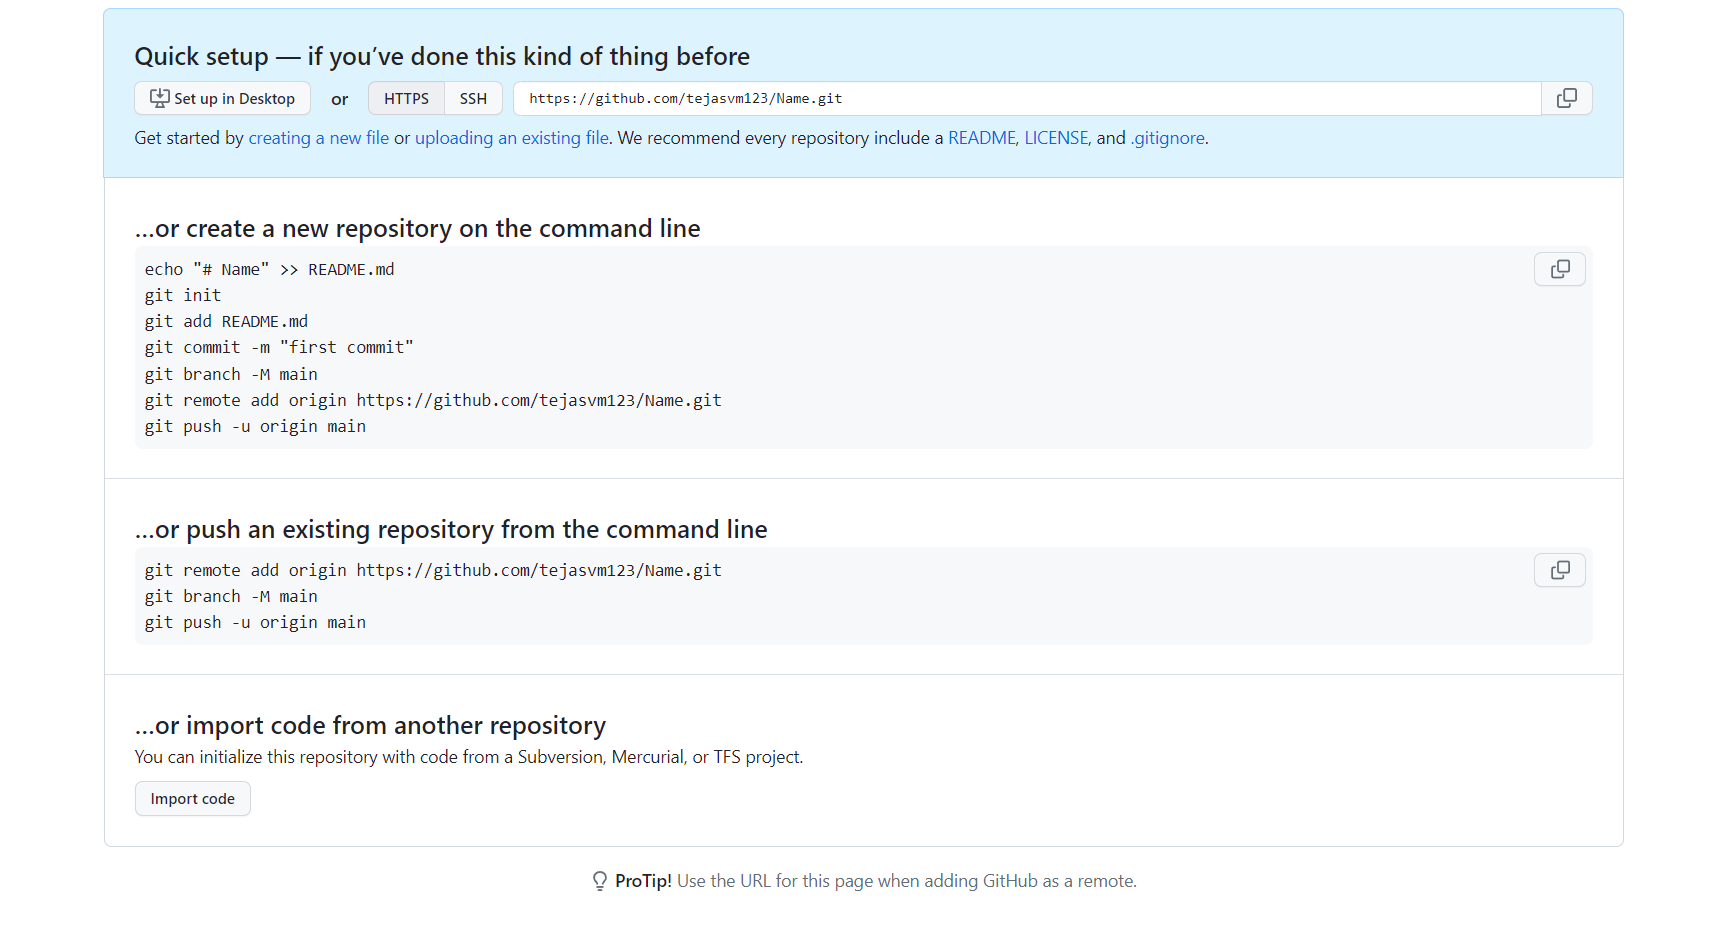 Quick setup — if you’ve done this kind of thing before
Set up in Desktop or HTTPS SSH https://github.com/tejasvm123/Name.git
Get started by creating a new file or uploading an existing file. We recommend every repository include a README, LICENSE, and .gitignore.
…or create a new repository on the command line
echo "# Name" >> README.md
git init
git add README.md
git commit -m "first commit"
git branch -M main
git remote add origin https://github.com/tejasvm123/Name.git
git push -u origin main
…or push an existing repository from the command line
git remote add origin https://github.com/tejasvm123/Name.git
git branch -M main
git push -u origin main
…or import code from another repository
You can initialize this repository with code from a Subversion, Mercurial, or TFS project.
Import code
ProTip! Use the URL for this page when adding GitHub as a remote.